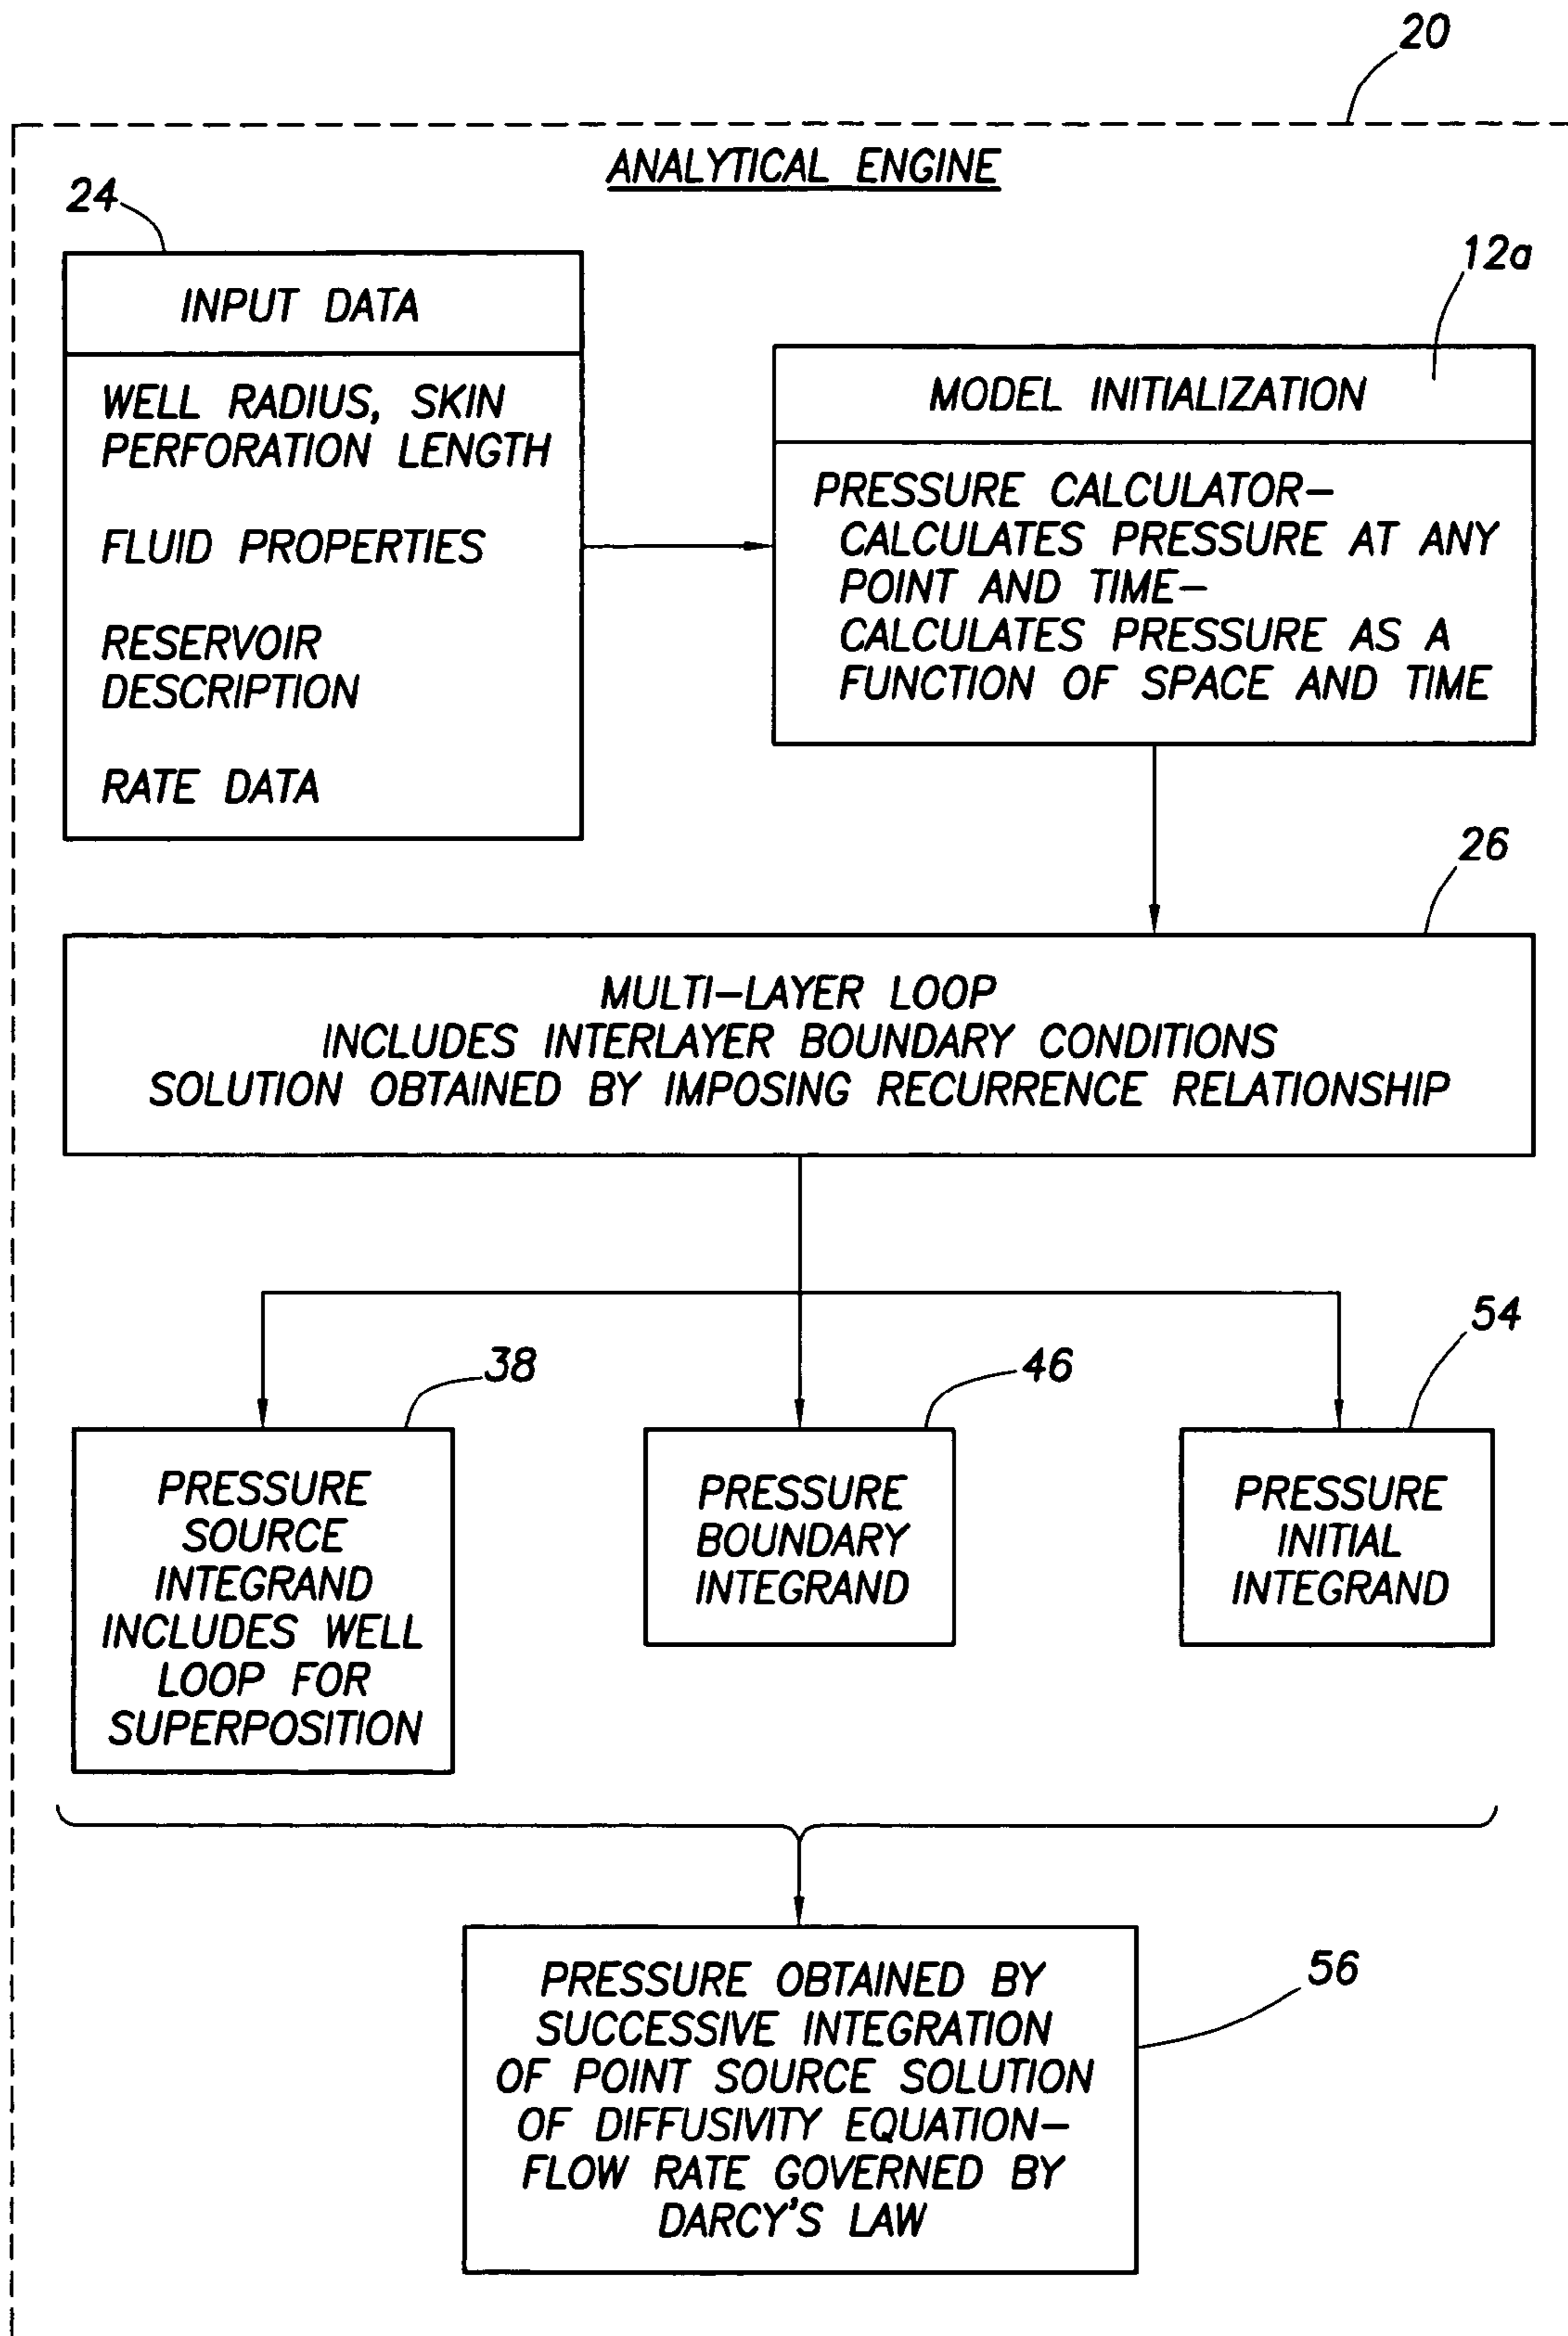 20
ANALYTICAL ENGINE
24
INPUT DATA
WELL RADIUS, SKIN
PERFORATION LENGTH
FLUID PROPERTIES
RESERVOIR
DESCRIPTION
RATE DATA
12a
MODEL INITIALIZATION
PRESSURE CALCULATOR–
CALCULATES PRESSURE AT ANY
POINT AND TIME–
CALCULATES PRESSURE AS A
FUNCTION OF SPACE AND TIME
26
MULTI–LAYER LOOP
INCLUDES INTERLAYER BOUNDARY CONDITIONS
SOLUTION OBTAINED BY IMPOSING RECURRENCE RELATIONSHIP
38
PRESSURE
SOURCE
INTEGRAND
INCLUDES WELL
LOOP FOR
SUPERPOSITION
46
PRESSURE
BOUNDARY
INTEGRAND
54
PRESSURE
INITIAL
INTEGRAND
56
PRESSURE OBTAINED BY
SUCCESSIVE INTEGRATION
OF POINT SOURCE SOLUTION
OF DIFFUSIVITY EQUATION–
FLOW RATE GOVERNED BY
DARCY'S LAW